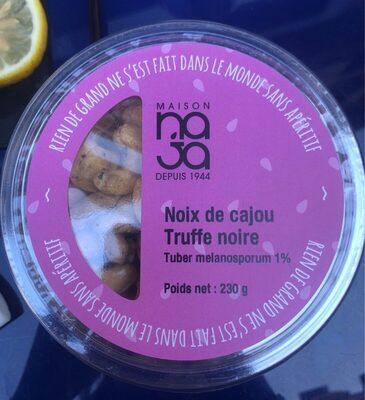 RIEN DE GRAND NE S'EST FAIT DANS LE MONDE SANS APÉRITIF
MAISON
naja
DEPUIS 1944
Noix de cajou
Truffe noire
Tuber melanosporum 1%
Poids net : 230 g
RIEN DE GRAND NE S'EST FAIT DANS LE MONDE SANS APÉRITIF